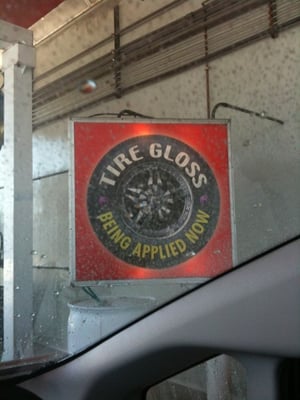 TIRE GLOSS
BEING APPLIED NOW